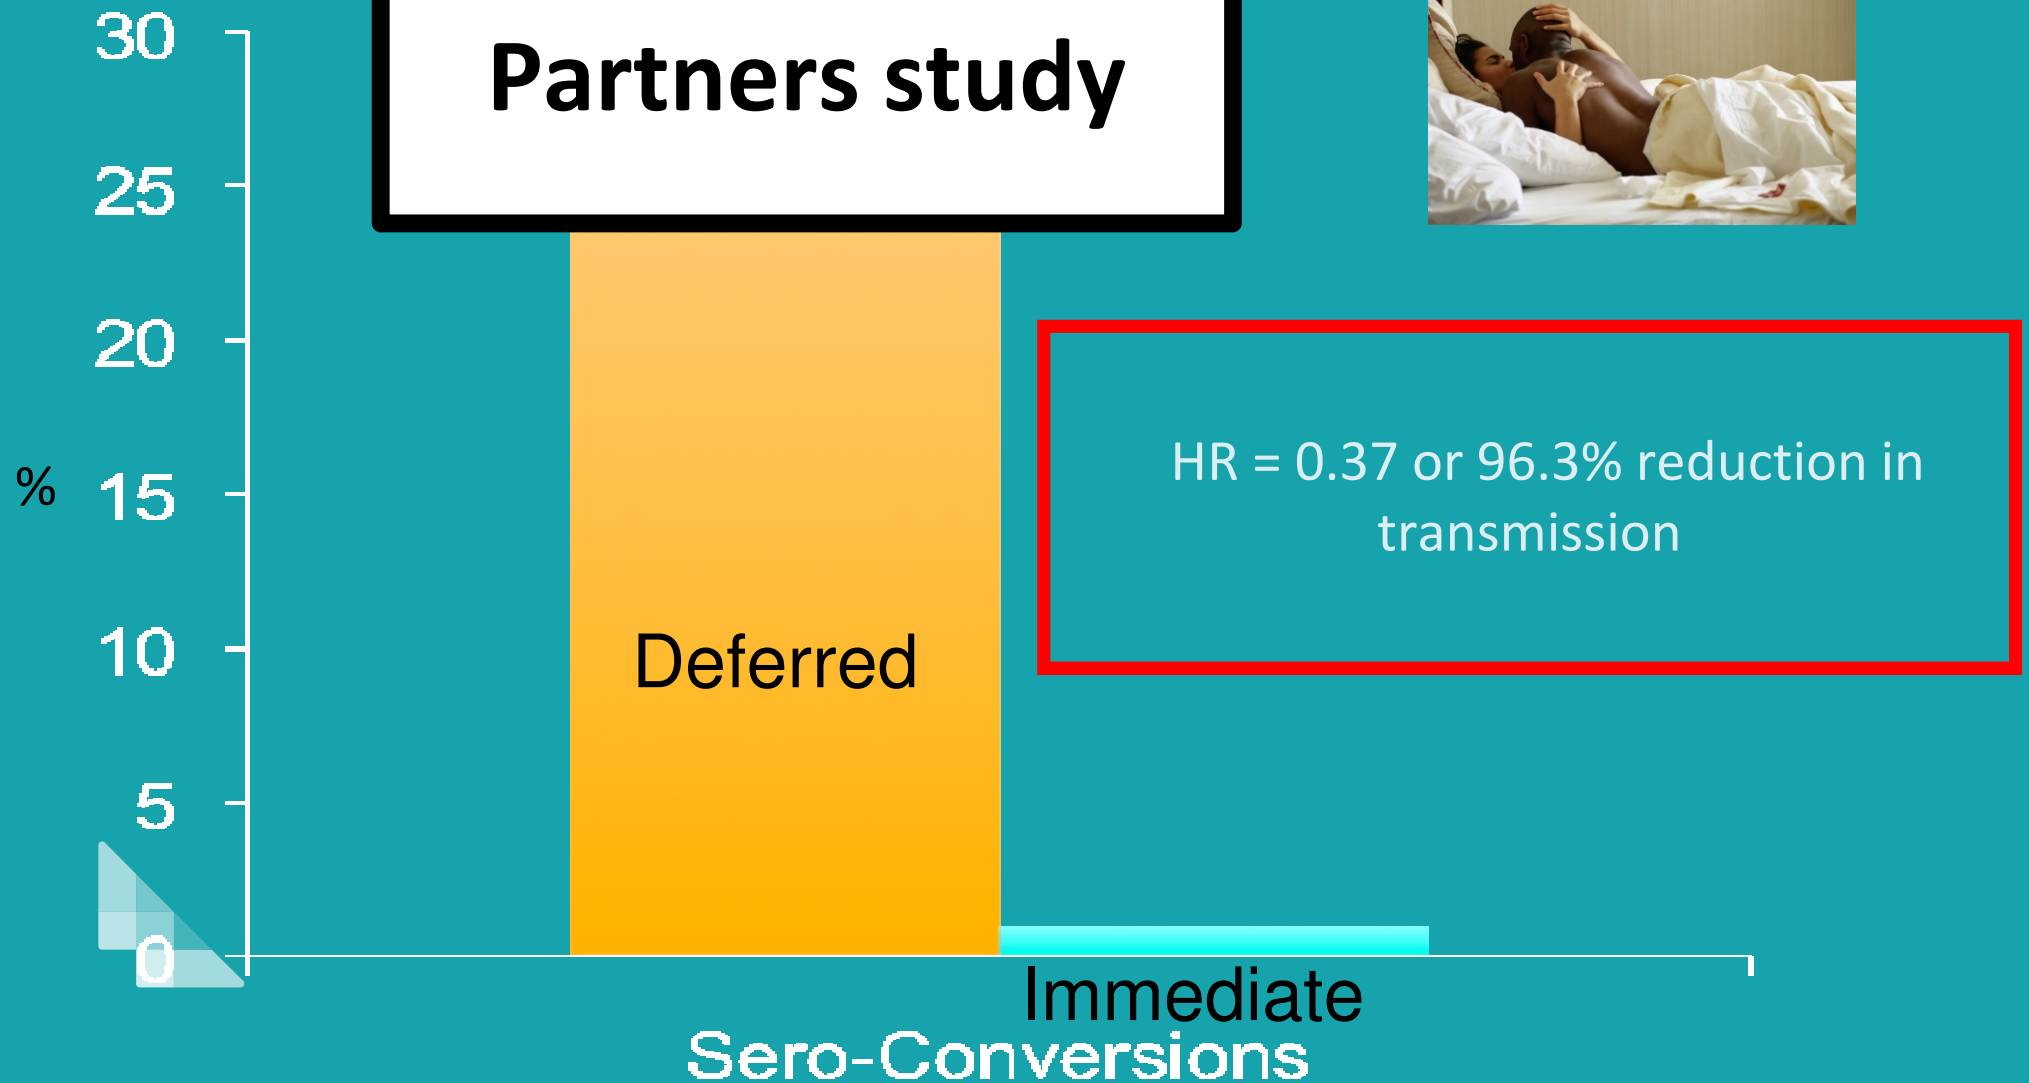 Partners study
30
25
20
15
10
5
0
%
HR = 0.37 or 96.3% reduction in
transmission
Deferred
Immediate
Sero-Conversions